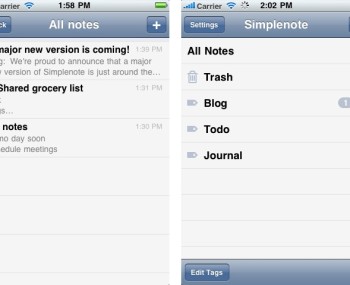 arrier 1:58 PM
ck All notes +
major new version is coming! 1:39 PM
g: We're proud to announce that a major
version of Simplenote is just around the…
Shared grocery list 1:31 PM
gs...
notes 1:30 PM
mo day soon
edule meetings
Carrier 2:02 PM
Settings Simplenote
All Notes
Trash
Blog 1
Todo
Journal
Edit Tags